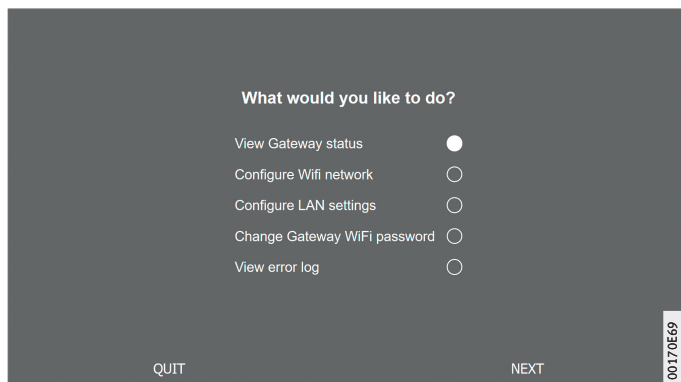 What would you like to do?
View Gateway status
Configure Wifi network
Configure LAN settings
Change Gateway WiFi password
View error log
QUIT NEXT
00170E69